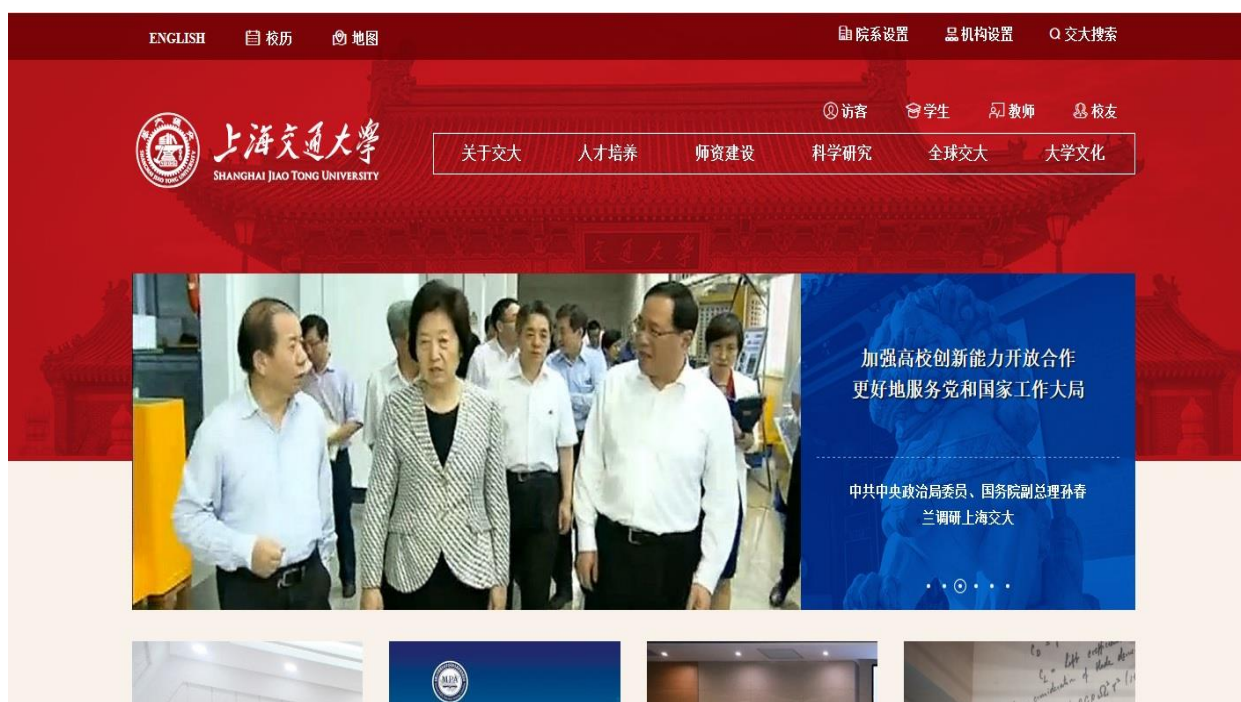 ENGLISH 校历 地图 院系设置 机构设置 交大搜索
访客 学生 教师 校友
上海交通大學
SHANGHAI JIAO TONG UNIVERSITY
关于交大 人才培养 师资建设 科学研究 全球交大 大学文化
交通大學
加强高校创新能力开放合作
更好地服务党和国家工作大局
中共中央政治局委员、国务院副总理孙春
兰调研上海交大
MPA